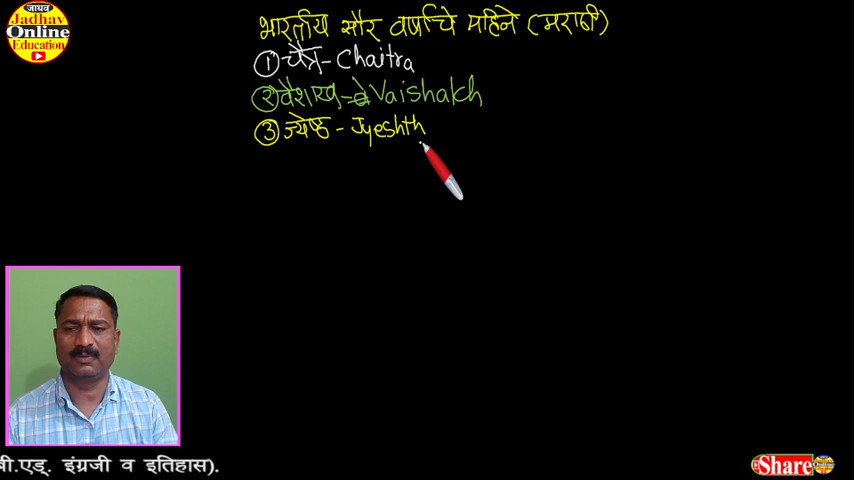 जाधव
Jadhav
Online
Education
भारतीय सौर वर्षाचे महिने (मराठी)
① चैत्र - Chaitra
② वैशाख - Vaishakh
③ ज्येष्ठ - Jyeshth
बी.एड्. इंग्रजी व इतिहास).
Share